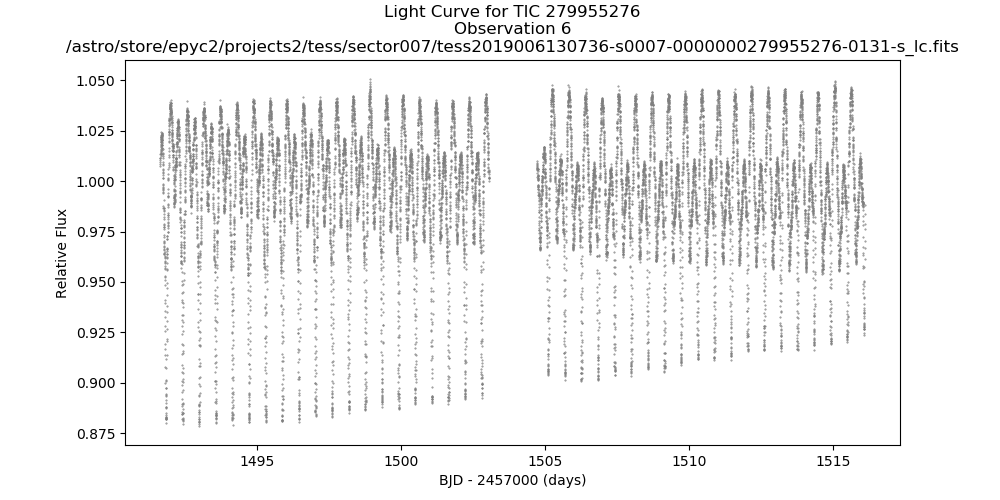 Light Curve for TIC 279955276
Observation 6
/astro/store/epyc2/projects2/tess/sector007/tess2019006130736-s0007-0000000279955276-0131-s_lc.fits
1.050
1.025
1.000
0.975
0.950
0.925
0.900
0.875
Relative Flux
1495 1500 1505 1510 1515
BJD - 2457000 (days)